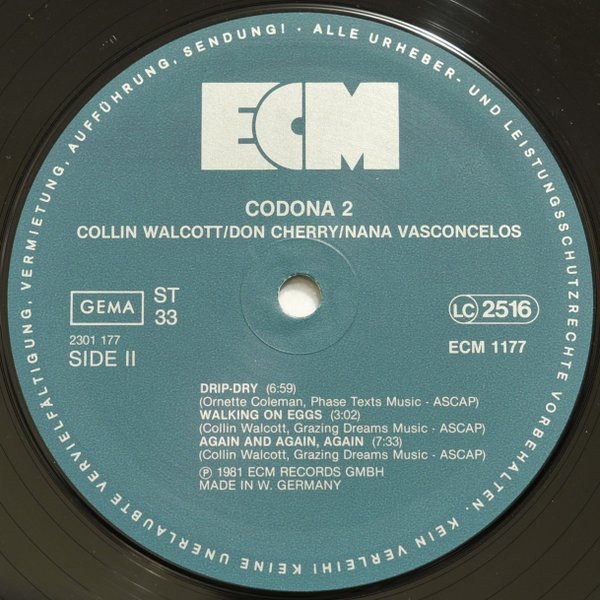 ALLE URHEBER- UND LEISTUNGSSCHUTZRECHTE VORBEHALTEN. KEIN VERLEIH! KEINE UNERLAUBTE VERVIELFÄLTIGUNG, VERMIETUNG, AUFFÜHRUNG, SENDUNG! ·
ECM
CODONA 2
COLLIN WALCOTT/DON CHERRY/NANA VASCONCELOS
GEMA
ST
33
LC 2516
2301 177
SIDE II
ECM 1177
DRIP-DRY (6:59)
(Ornette Coleman, Phase Texts Music - ASCAP)
WALKING ON EGGS (3:02)
(Collin Walcott, Grazing Dreams Music - ASCAP)
AGAIN AND AGAIN, AGAIN (7:33)
(Collin Walcott, Grazing Dreams Music - ASCAP)
Ⓟ 1981 ECM RECORDS GMBH
MADE IN W. GERMANY